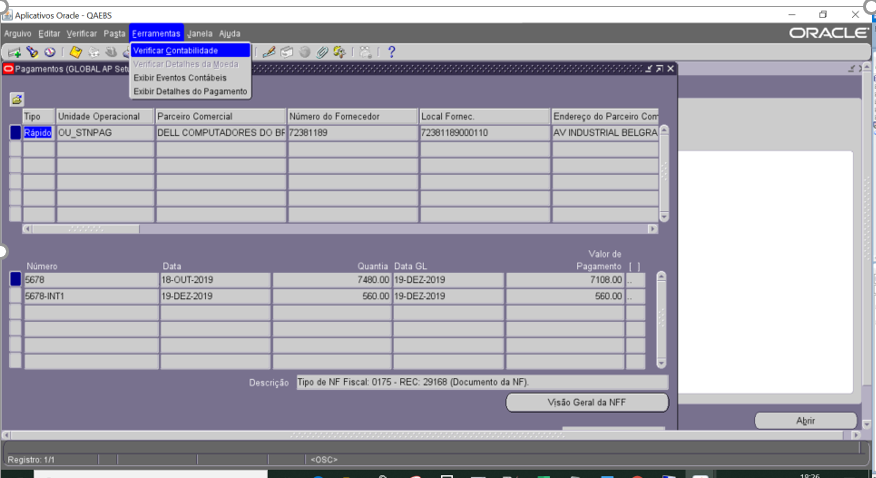 Aplicativos Oracle - QAEBS
Arquivo Editar Verificar Pasta Ferramentas Janela Ajuda
ORACLE
Verificar Contabilidade
Verificar Detalhes da Moeda
Exibir Eventos Contábeis
Exibir Detalhes do Pagamento
Pagamentos (GLOBAL AP Set
Tipo Unidade Operacional Parceiro Comercial Número do Fornecedor Local Fornec. Endereço do Parceiro Com
Rápido OU_STNPAG DELL COMPUTADORES DO BF 72381189 72381189000110 AV INDUSTRIAL BELGRA
Valor de
Número Data Quantia Data GL Pagamento [ ]
5678 18-OUT-2019 7480.00 19-DEZ-2019 7108.00 ..
5678-INT1 19-DEZ-2019 560.00 19-DEZ-2019 560.00 ..
Descrição Tipo de NF Fiscal: 0175 - REC: 29168 (Documento da NF).
Visão Geral da NFF
Abrir
Registro: 1/1 <OSC>
18:26